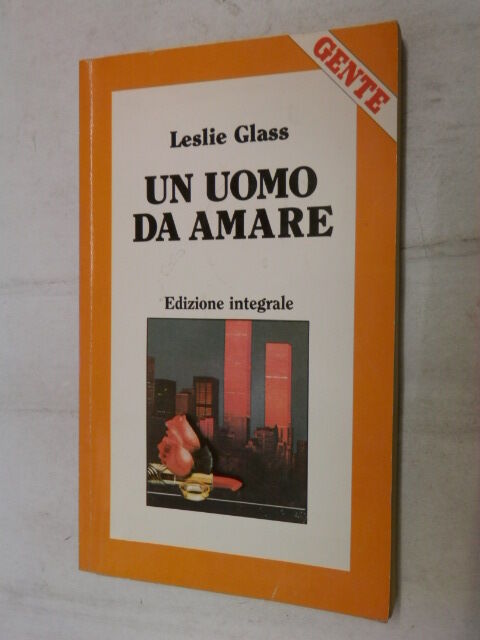 GENTE
Leslie Glass
UN UOMO
DA AMARE
Edizione integrale